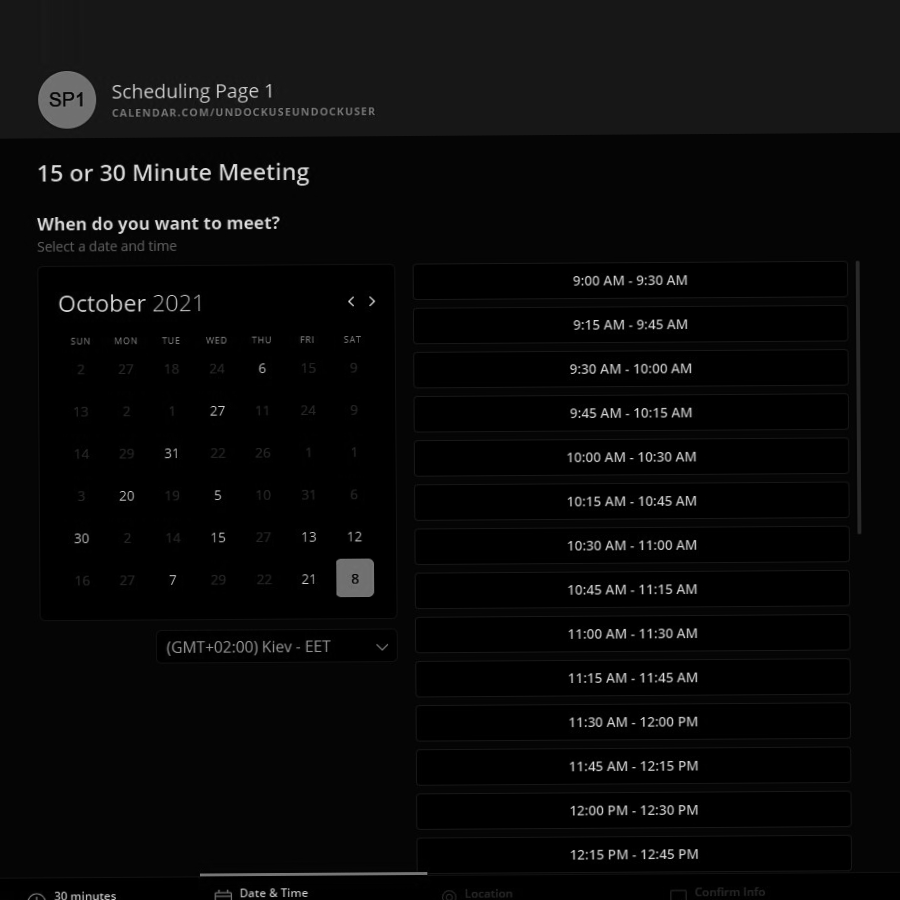 SP1
Scheduling Page 1
CALENDAR.COM/UNDOCKUSEUNDOCKUSER
15 or 30 Minute Meeting
When do you want to meet?
Select a date and time
October 2021
SUN MON TUE WED THU FRI SAT
2 27 18 24 6 15 9
13 2 1 27 11 24 9
14 29 31 22 26 1 1
3 20 19 5 10 31 6
30 2 14 15 27 13 12
16 27 7 29 22 21 8
(GMT+02:00) Kiev - EET
9:00 AM - 9:30 AM
9:15 AM - 9:45 AM
9:30 AM - 10:00 AM
9:45 AM - 10:15 AM
10:00 AM - 10:30 AM
10:15 AM - 10:45 AM
10:30 AM - 11:00 AM
10:45 AM - 11:15 AM
11:00 AM - 11:30 AM
11:15 AM - 11:45 AM
11:30 AM - 12:00 PM
11:45 AM - 12:15 PM
12:00 PM - 12:30 PM
12:15 PM - 12:45 PM
30 minutes Date & Time Location Confirm Info